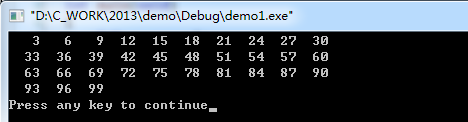 "D:\C_WORK\2013\demo\Debug\demo1.exe"
3 6 9 12 15 18 21 24 27 30
33 36 39 42 45 48 51 54 57 60
63 66 69 72 75 78 81 84 87 90
93 96 99
Press any key to continue_